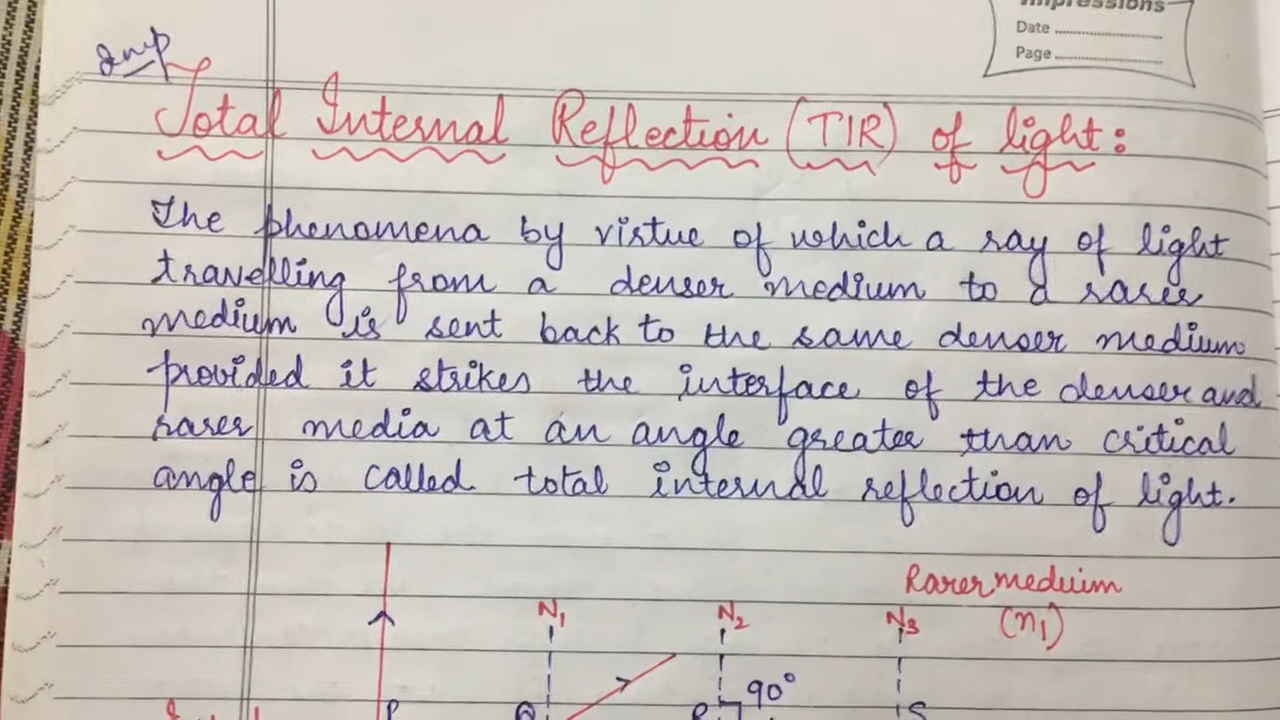 Impressions
Date
Page
Imp
Total Internal Reflection (TIR) of light:
The phenomena by virtue of which a ray of light
travelling from a denser medium to a rarer
medium is sent back to the same denser medium
provided it strikes the interface of the denser and
rarer media at an angle greater than critical
angle is called total internal reflection of light.
Rarer meduim
(n1)
N1 N2 N3
90°
P Q R S